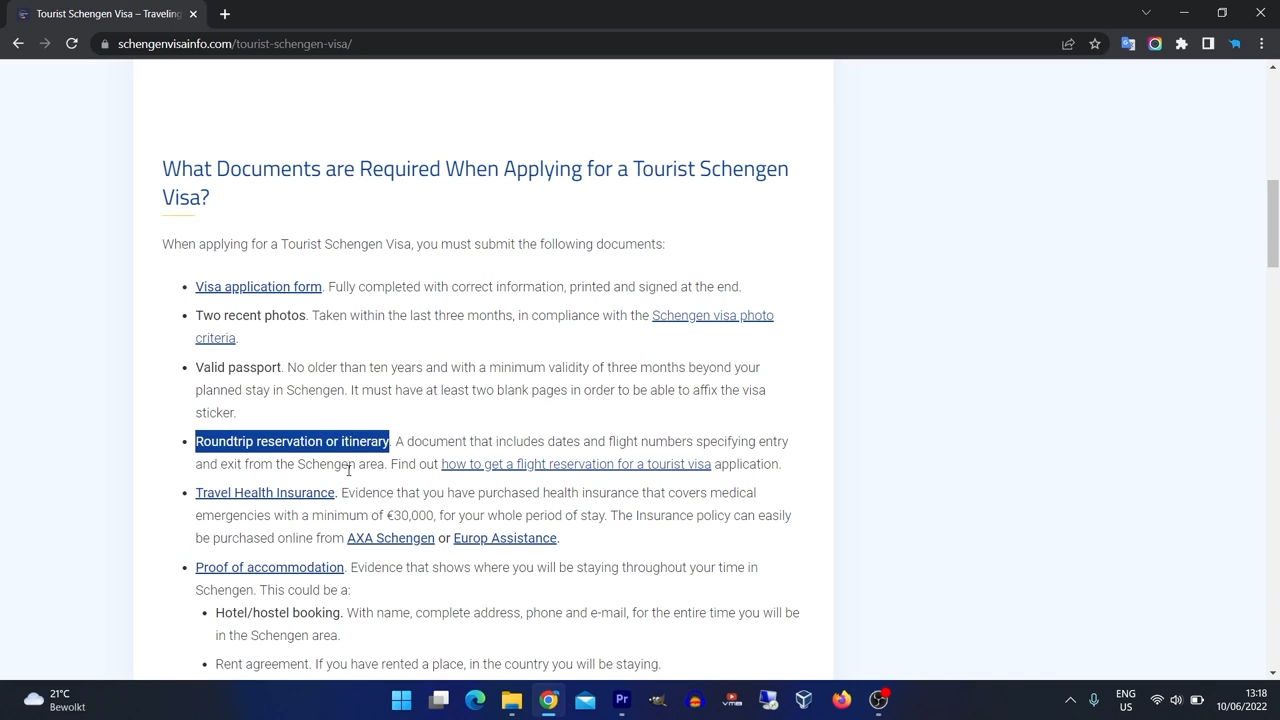 Tourist Schengen Visa – Traveling
schengenvisainfo.com/tourist-schengen-visa/
What Documents are Required When Applying for a Tourist Schengen
Visa?
When applying for a Tourist Schengen Visa, you must submit the following documents:
• Visa application form. Fully completed with correct information, printed and signed at the end.
• Two recent photos. Taken within the last three months, in compliance with the Schengen visa photo
criteria.
• Valid passport. No older than ten years and with a minimum validity of three months beyond your
planned stay in Schengen. It must have at least two blank pages in order to be able to affix the visa
sticker.
• Roundtrip reservation or itinerary. A document that includes dates and flight numbers specifying entry
and exit from the Schengen area. Find out how to get a flight reservation for a tourist visa application.
• Travel Health Insurance. Evidence that you have purchased health insurance that covers medical
emergencies with a minimum of €30,000, for your whole period of stay. The Insurance policy can easily
be purchased online from AXA Schengen or Europ Assistance.
• Proof of accommodation. Evidence that shows where you will be staying throughout your time in
Schengen. This could be a:
• Hotel/hostel booking. With name, complete address, phone and e-mail, for the entire time you will be
in the Schengen area.
• Rent agreement. If you have rented a place, in the country you will be staying.
21°C
Bewolkt
Pr
ENG
US
13:18
10/06/2022